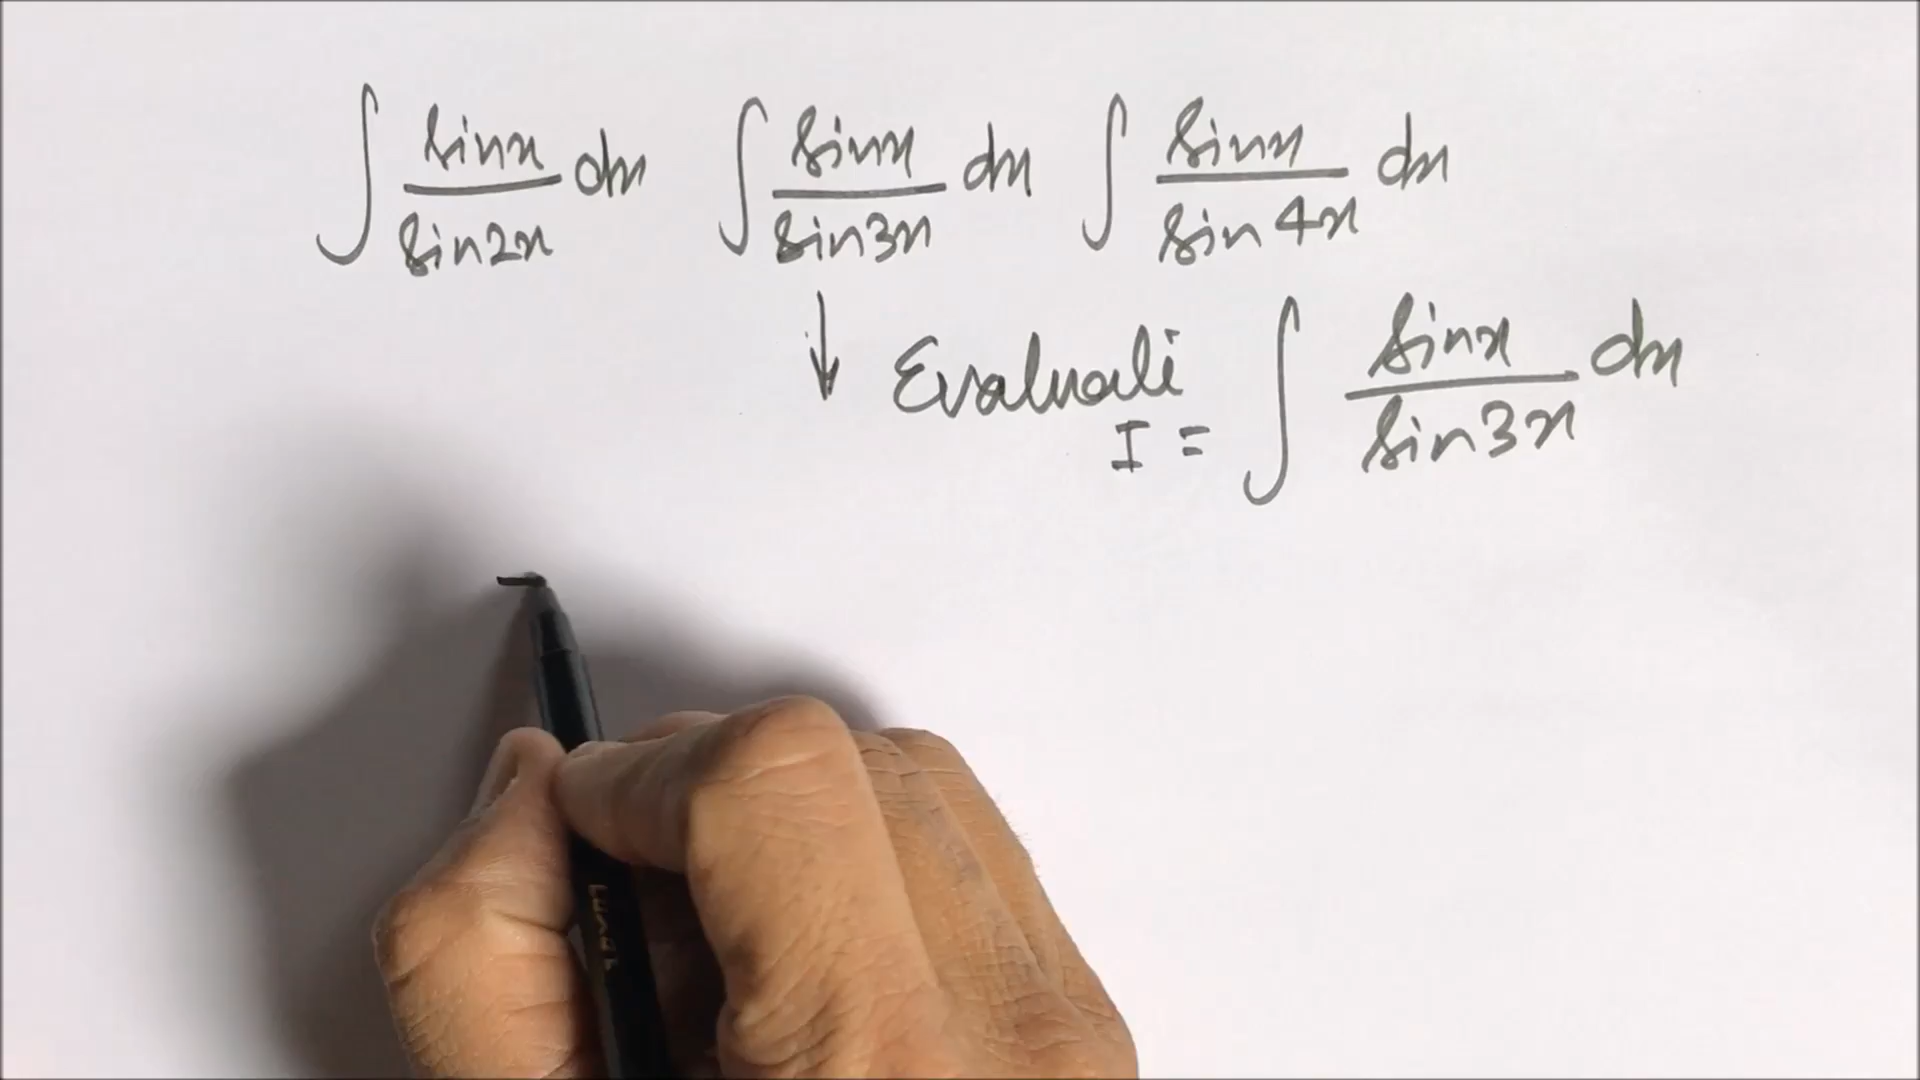 ∫ sinx/sin2x dx ∫ sinx/sin3x dx ∫ sinx/sin4x dx
↓ Evaluate
I = ∫ sinx/sin3x dx